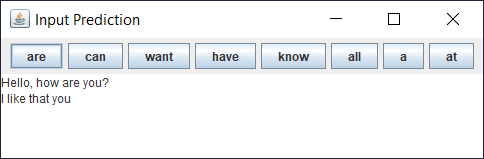 Input Prediction
are can want have know all a at
Hello, how are you?
I like that you